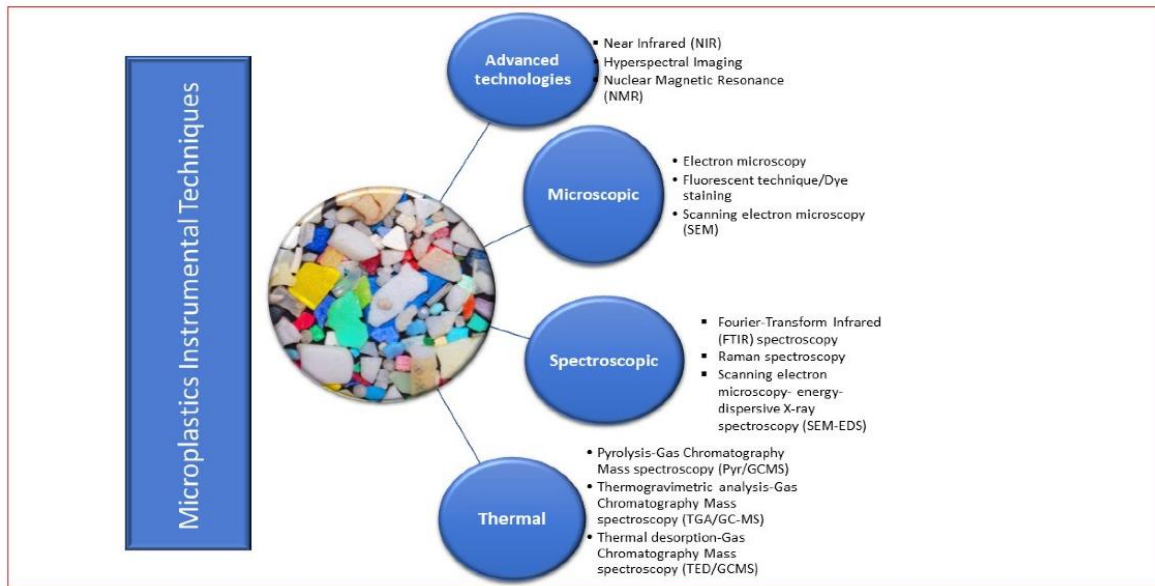 Microplastics Instrumental Techniques
Advanced
technologies
▪ Near Infrared (NIR)
▪ Hyperspectral Imaging
▪ Nuclear Magnetic Resonance
(NMR)
Microscopic
• Electron microscopy
• Fluorescent technique/Dye
staining
• Scanning electron microscopy
(SEM)
Spectroscopic
▪ Fourier-Transform Infrared
(FTIR) spectroscopy
▪ Raman spectroscopy
▪ Scanning electron
microscopy- energy-
dispersive X-ray
spectroscopy (SEM-EDS)
Thermal
• Pyrolysis-Gas Chromatography
Mass spectroscopy (Pyr/GCMS)
• Thermogravimetric analysis-Gas
Chromatography Mass
spectroscopy (TGA/GC-MS)
• Thermal desorption-Gas
Chromatography Mass
spectroscopy (TED/GCMS)